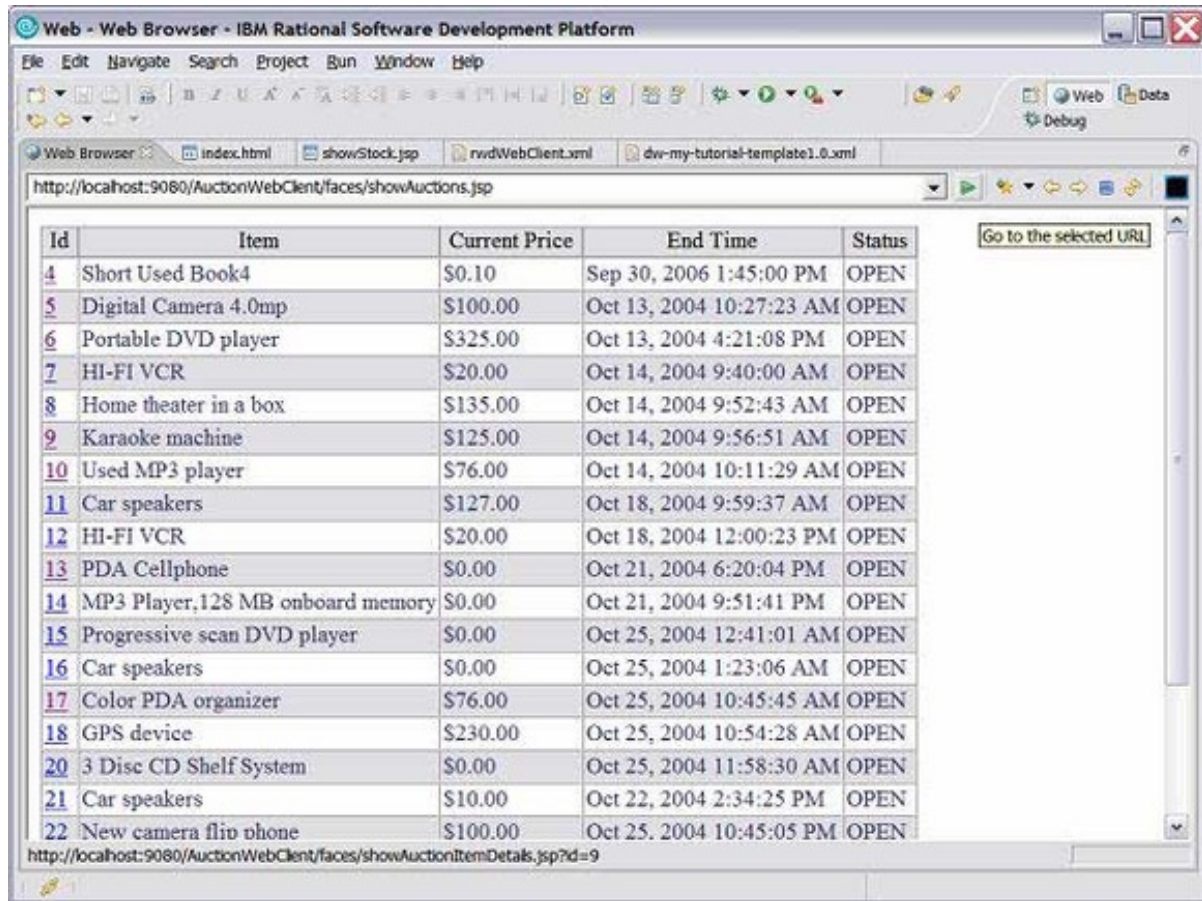 Web - Web Browser - IBM Rational Software Development Platform
File Edit Navigate Search Project Run Window Help
Web Data
Debug
Web Browser index.html showStock.jsp rwdWebClient.xml dw-my-tutorial-template1.0.xml
http://localhost:9080/AuctionWebClient/faces/showAuctions.jsp
Go to the selected URL
Id Item Current Price End Time Status
4 Short Used Book4 $0.10 Sep 30, 2006 1:45:00 PM OPEN
5 Digital Camera 4.0mp $100.00 Oct 13, 2004 10:27:23 AM OPEN
6 Portable DVD player $325.00 Oct 13, 2004 4:21:08 PM OPEN
7 HI-FI VCR $20.00 Oct 14, 2004 9:40:00 AM OPEN
8 Home theater in a box $135.00 Oct 14, 2004 9:52:43 AM OPEN
9 Karaoke machine $125.00 Oct 14, 2004 9:56:51 AM OPEN
10 Used MP3 player $76.00 Oct 14, 2004 10:11:29 AM OPEN
11 Car speakers $127.00 Oct 18, 2004 9:59:37 AM OPEN
12 HI-FI VCR $20.00 Oct 18, 2004 12:00:23 PM OPEN
13 PDA Cellphone $0.00 Oct 21, 2004 6:20:04 PM OPEN
14 MP3 Player,128 MB onboard memory $0.00 Oct 21, 2004 9:51:41 PM OPEN
15 Progressive scan DVD player $0.00 Oct 25, 2004 12:41:01 AM OPEN
16 Car speakers $0.00 Oct 25, 2004 1:23:06 AM OPEN
17 Color PDA organizer $76.00 Oct 25, 2004 10:45:45 AM OPEN
18 GPS device $230.00 Oct 25, 2004 10:54:28 AM OPEN
20 3 Disc CD Shelf System $0.00 Oct 25, 2004 11:58:30 AM OPEN
21 Car speakers $10.00 Oct 22, 2004 2:34:25 PM OPEN
22 New camera flip phone $100.00 Oct 25, 2004 10:45:05 PM OPEN
http://localhost:9080/AuctionWebClient/faces/showAuctionItemDetails.jsp?id=9